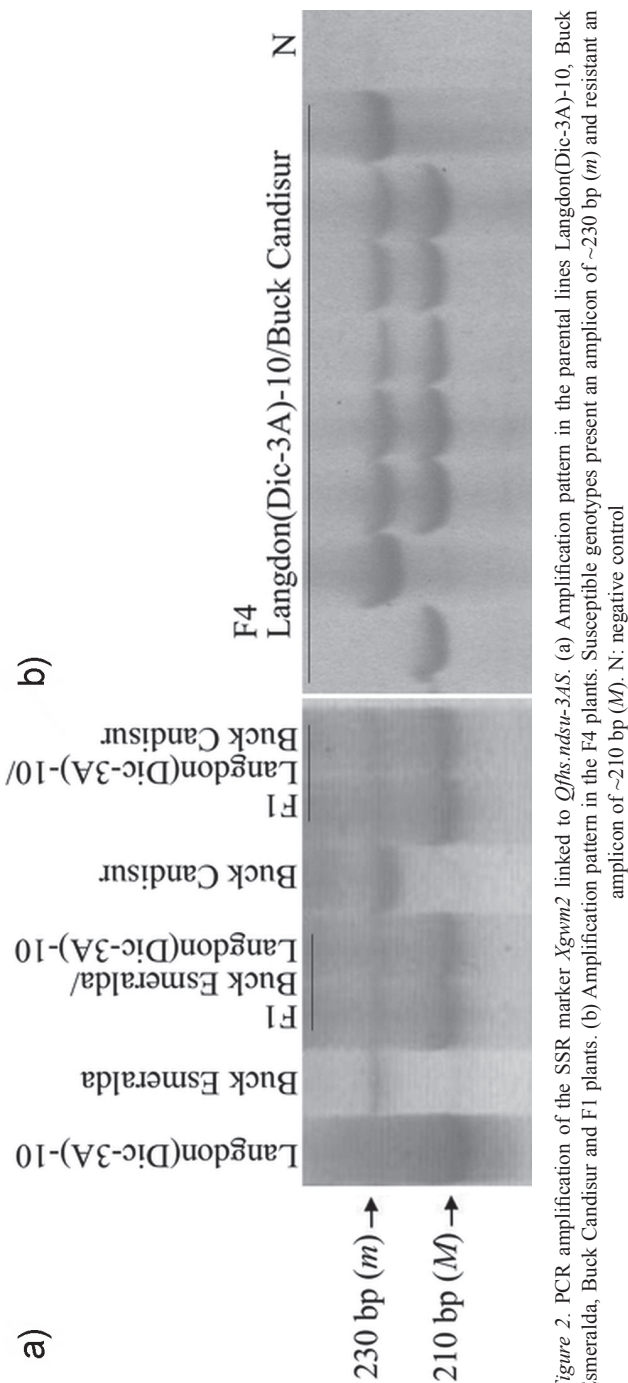 a)
b)
Langdon(Dic-3A)-10
Buck Esmeralda
F1
Buck Esmeralda/
Langdon(Dic-3A)-10
Buck Candisur
F1
Langdon(Dic-3A)-10/
Buck Candisur
F4
Langdon(Dic-3A)-10/Buck Candisur
N
230 bp (m)
210 bp (M)
Figure 2. PCR amplification of the SSR marker Xgwm2 linked to Qfhs.ndsu-3AS. (a) Amplification pattern in the parental lines Langdon(Dic-3A)-10, Buck
Esmeralda, Buck Candisur and F1 plants. (b) Amplification pattern in the F4 plants. Susceptible genotypes present an amplicon of ~230 bp (m) and resistant an
amplicon of ~210 bp (M). N: negative control